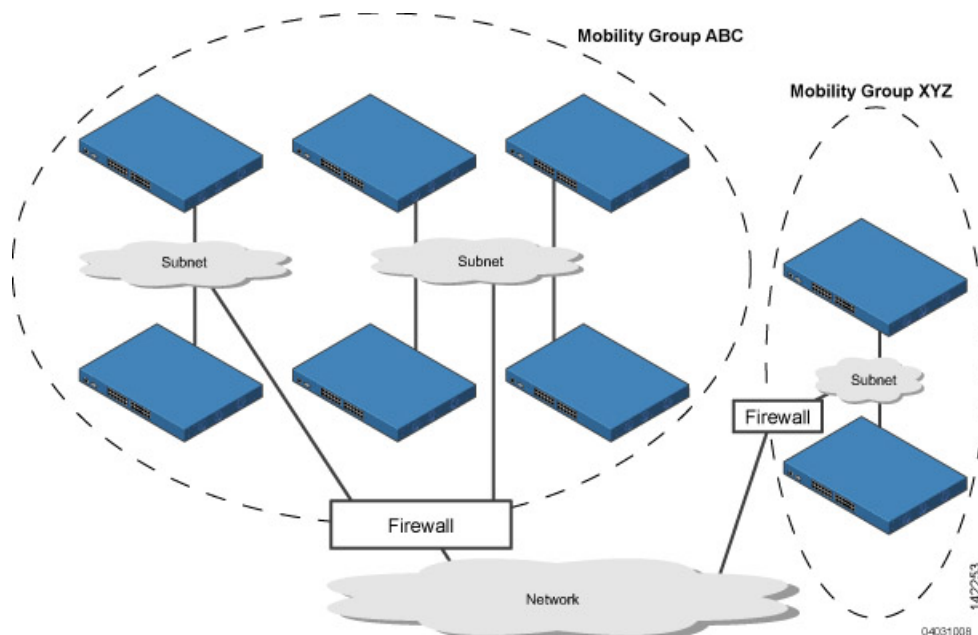 Mobility Group ABC
Mobility Group XYZ
Subnet
Subnet
Subnet
Firewall
Firewall
Network
142253
04031008